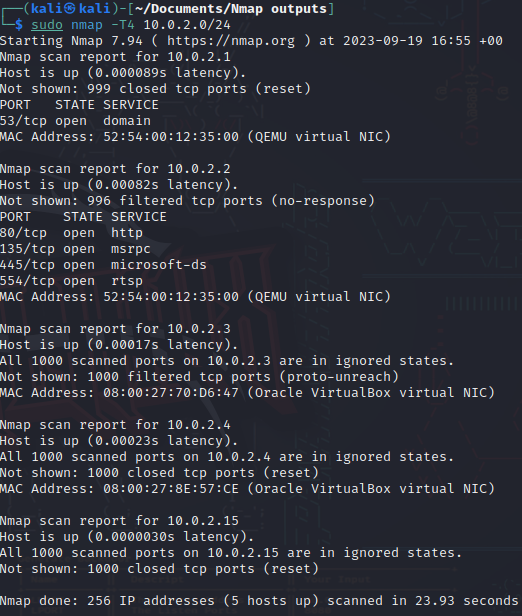 ┌──(kali㉿kali)-[~/Documents/Nmap outputs]
└─$ sudo nmap -T4 10.0.2.0/24
Starting Nmap 7.94 ( https://nmap.org ) at 2023-09-19 16:55 +00
Nmap scan report for 10.0.2.1
Host is up (0.000089s latency).
Not shown: 999 closed tcp ports (reset)
PORT   STATE SERVICE
53/tcp open  domain
MAC Address: 52:54:00:12:35:00 (QEMU virtual NIC)

Nmap scan report for 10.0.2.2
Host is up (0.00082s latency).
Not shown: 996 filtered tcp ports (no-response)
PORT    STATE SERVICE
80/tcp  open  http
135/tcp open  msrpc
445/tcp open  microsoft-ds
554/tcp open  rtsp
MAC Address: 52:54:00:12:35:00 (QEMU virtual NIC)

Nmap scan report for 10.0.2.3
Host is up (0.00017s latency).
All 1000 scanned ports on 10.0.2.3 are in ignored states.
Not shown: 1000 filtered tcp ports (proto-unreach)
MAC Address: 08:00:27:70:D6:47 (Oracle VirtualBox virtual NIC)

Nmap scan report for 10.0.2.4
Host is up (0.00023s latency).
All 1000 scanned ports on 10.0.2.4 are in ignored states.
Not shown: 1000 closed tcp ports (reset)
MAC Address: 08:00:27:8E:57:CE (Oracle VirtualBox virtual NIC)

Nmap scan report for 10.0.2.15
Host is up (0.0000030s latency).
All 1000 scanned ports on 10.0.2.15 are in ignored states.
Not shown: 1000 closed tcp ports (reset)

Nmap done: 256 IP addresses (5 hosts up) scanned in 23.93 seconds